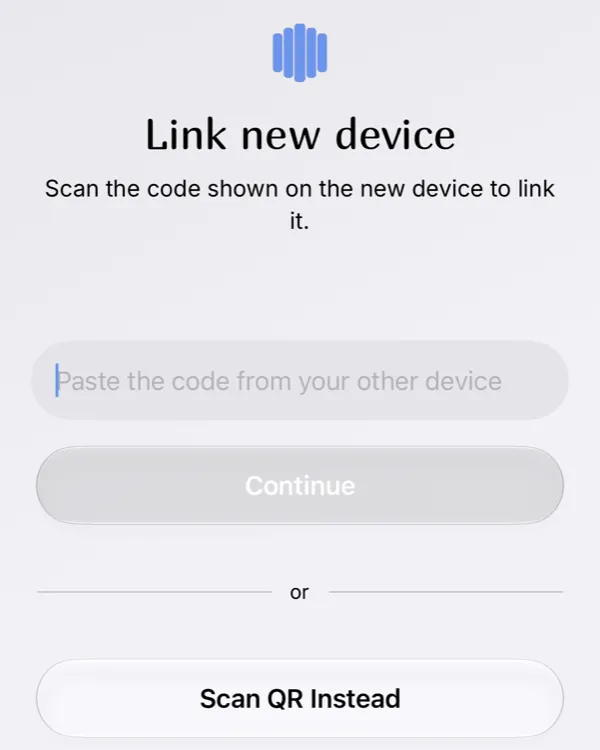 Link new device
Scan the code shown on the new device to link
it.
Paste the code from your other device
Continue
or
Scan QR Instead